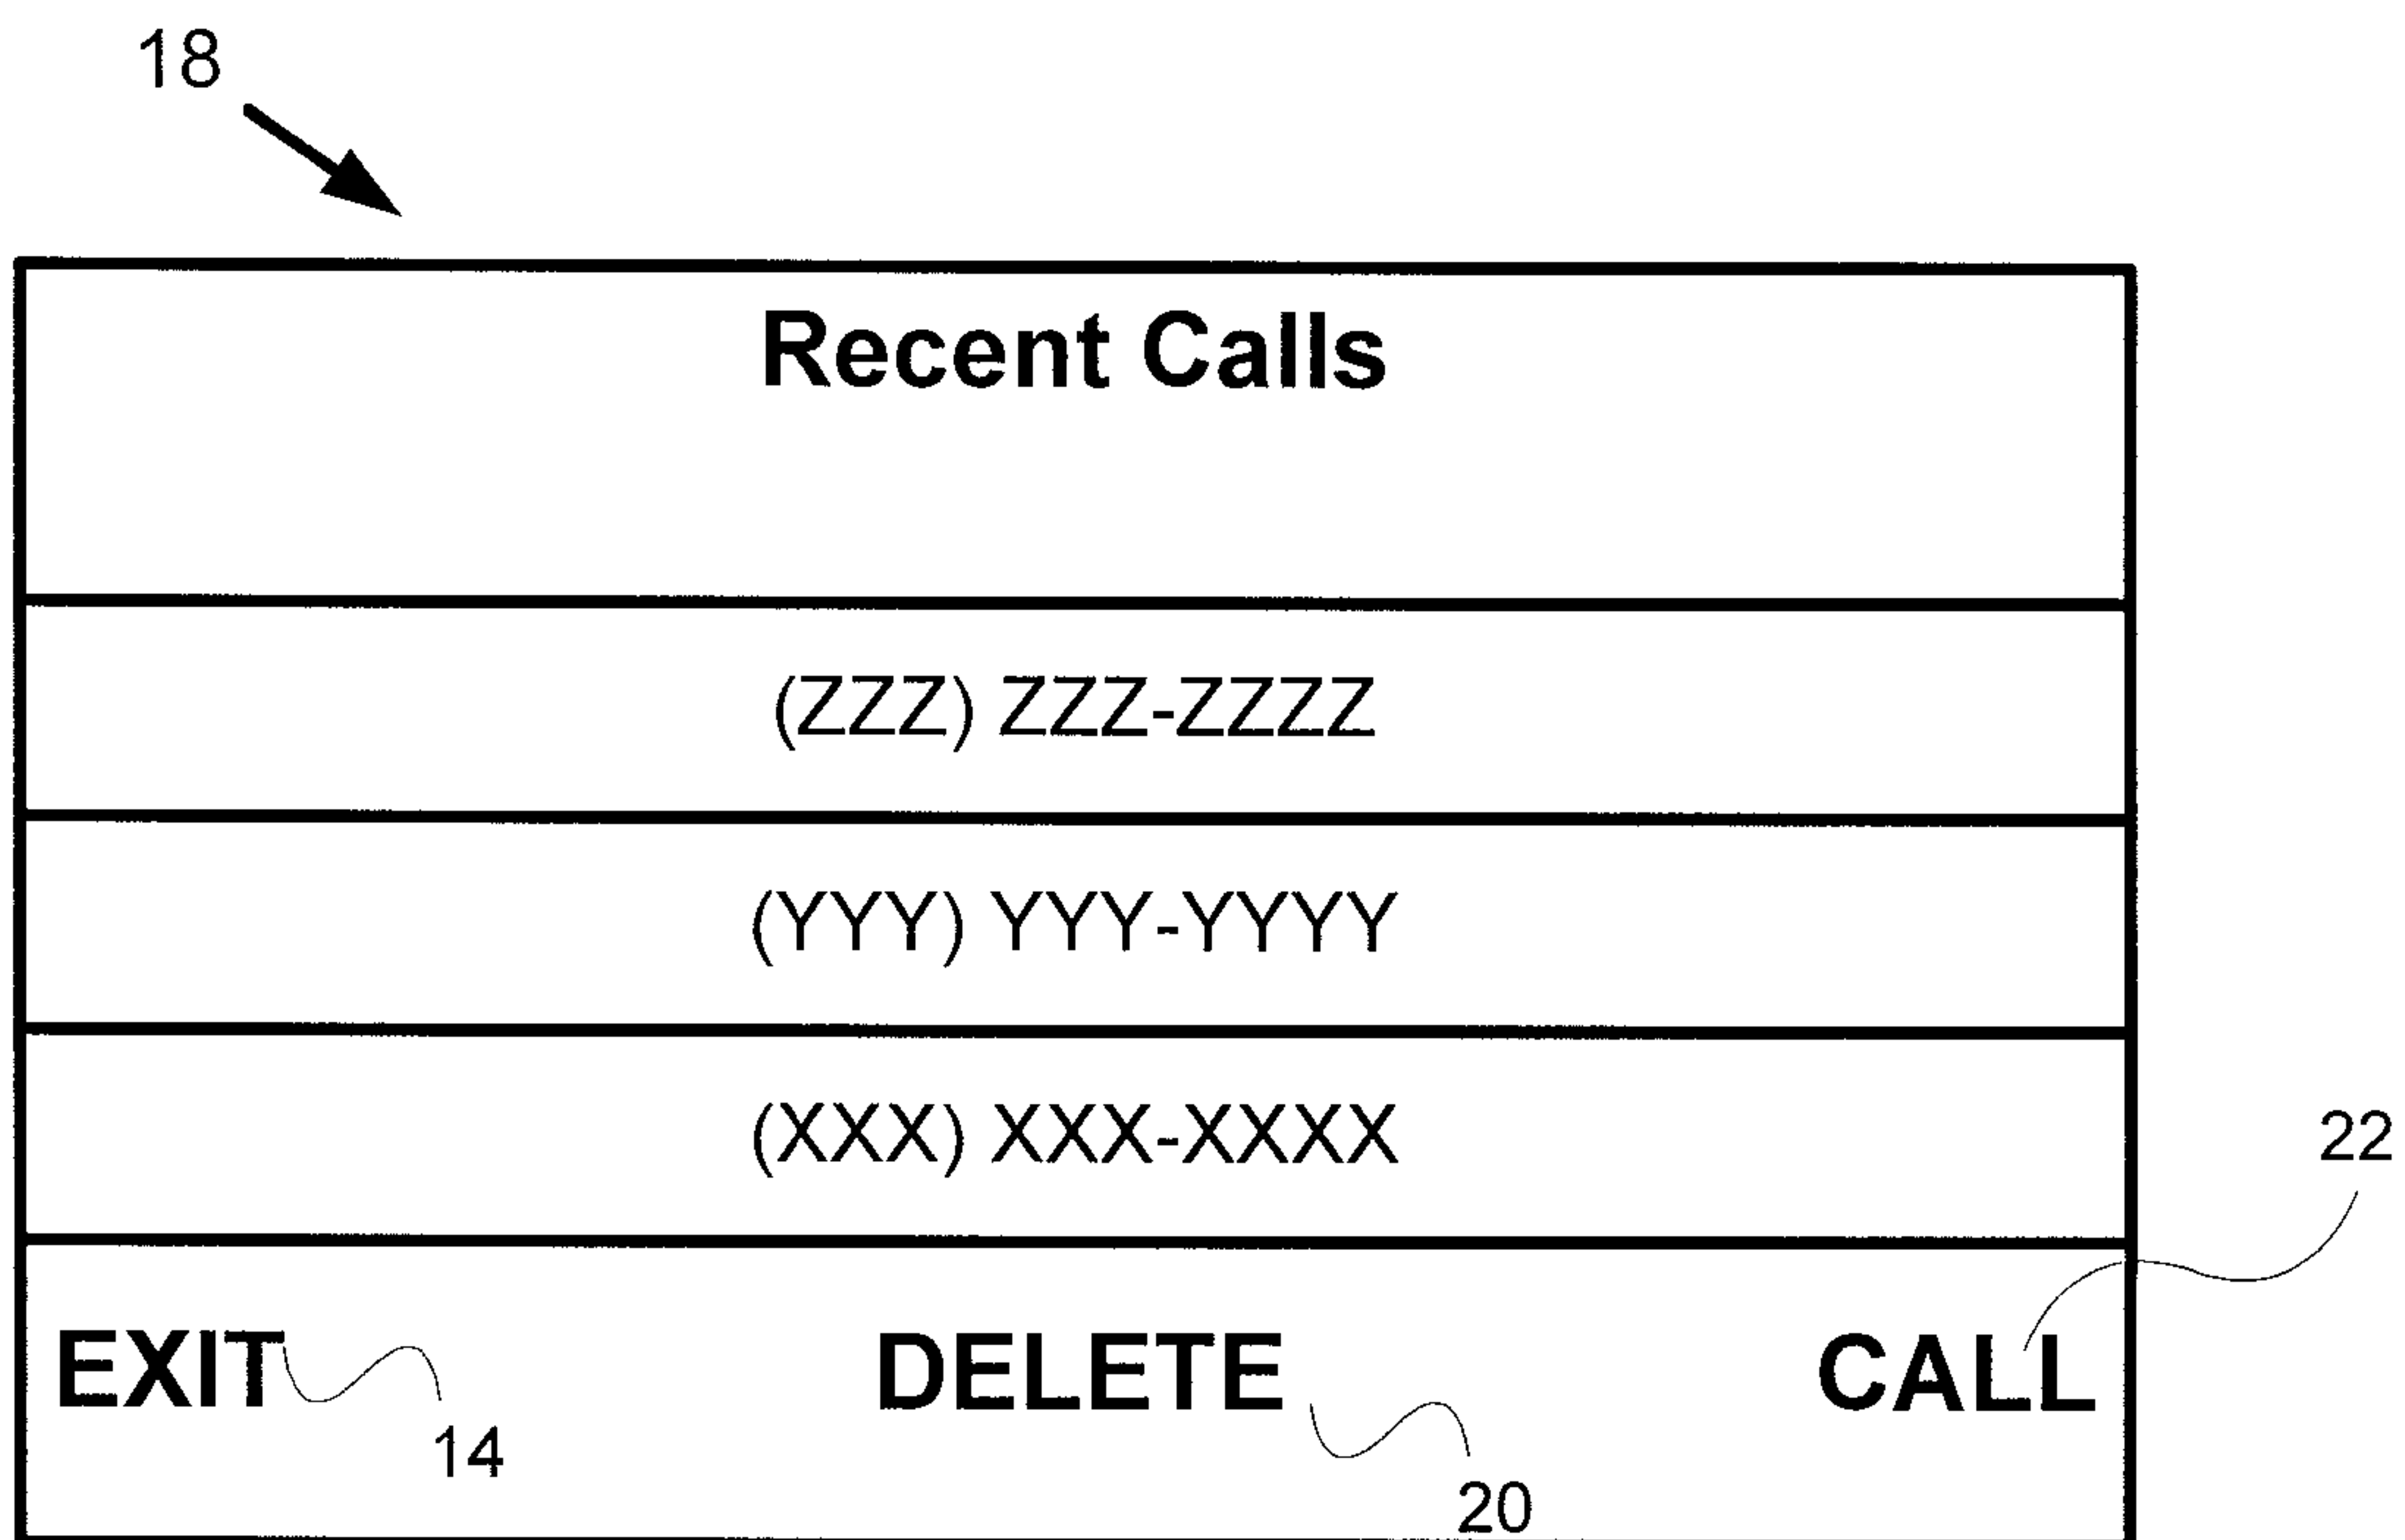 18
Recent Calls
(ZZZ) ZZZ-ZZZZ
(YYY) YYY-YYYY
(XXX) XXX-XXXX
22
EXIT DELETE CALL
14
20